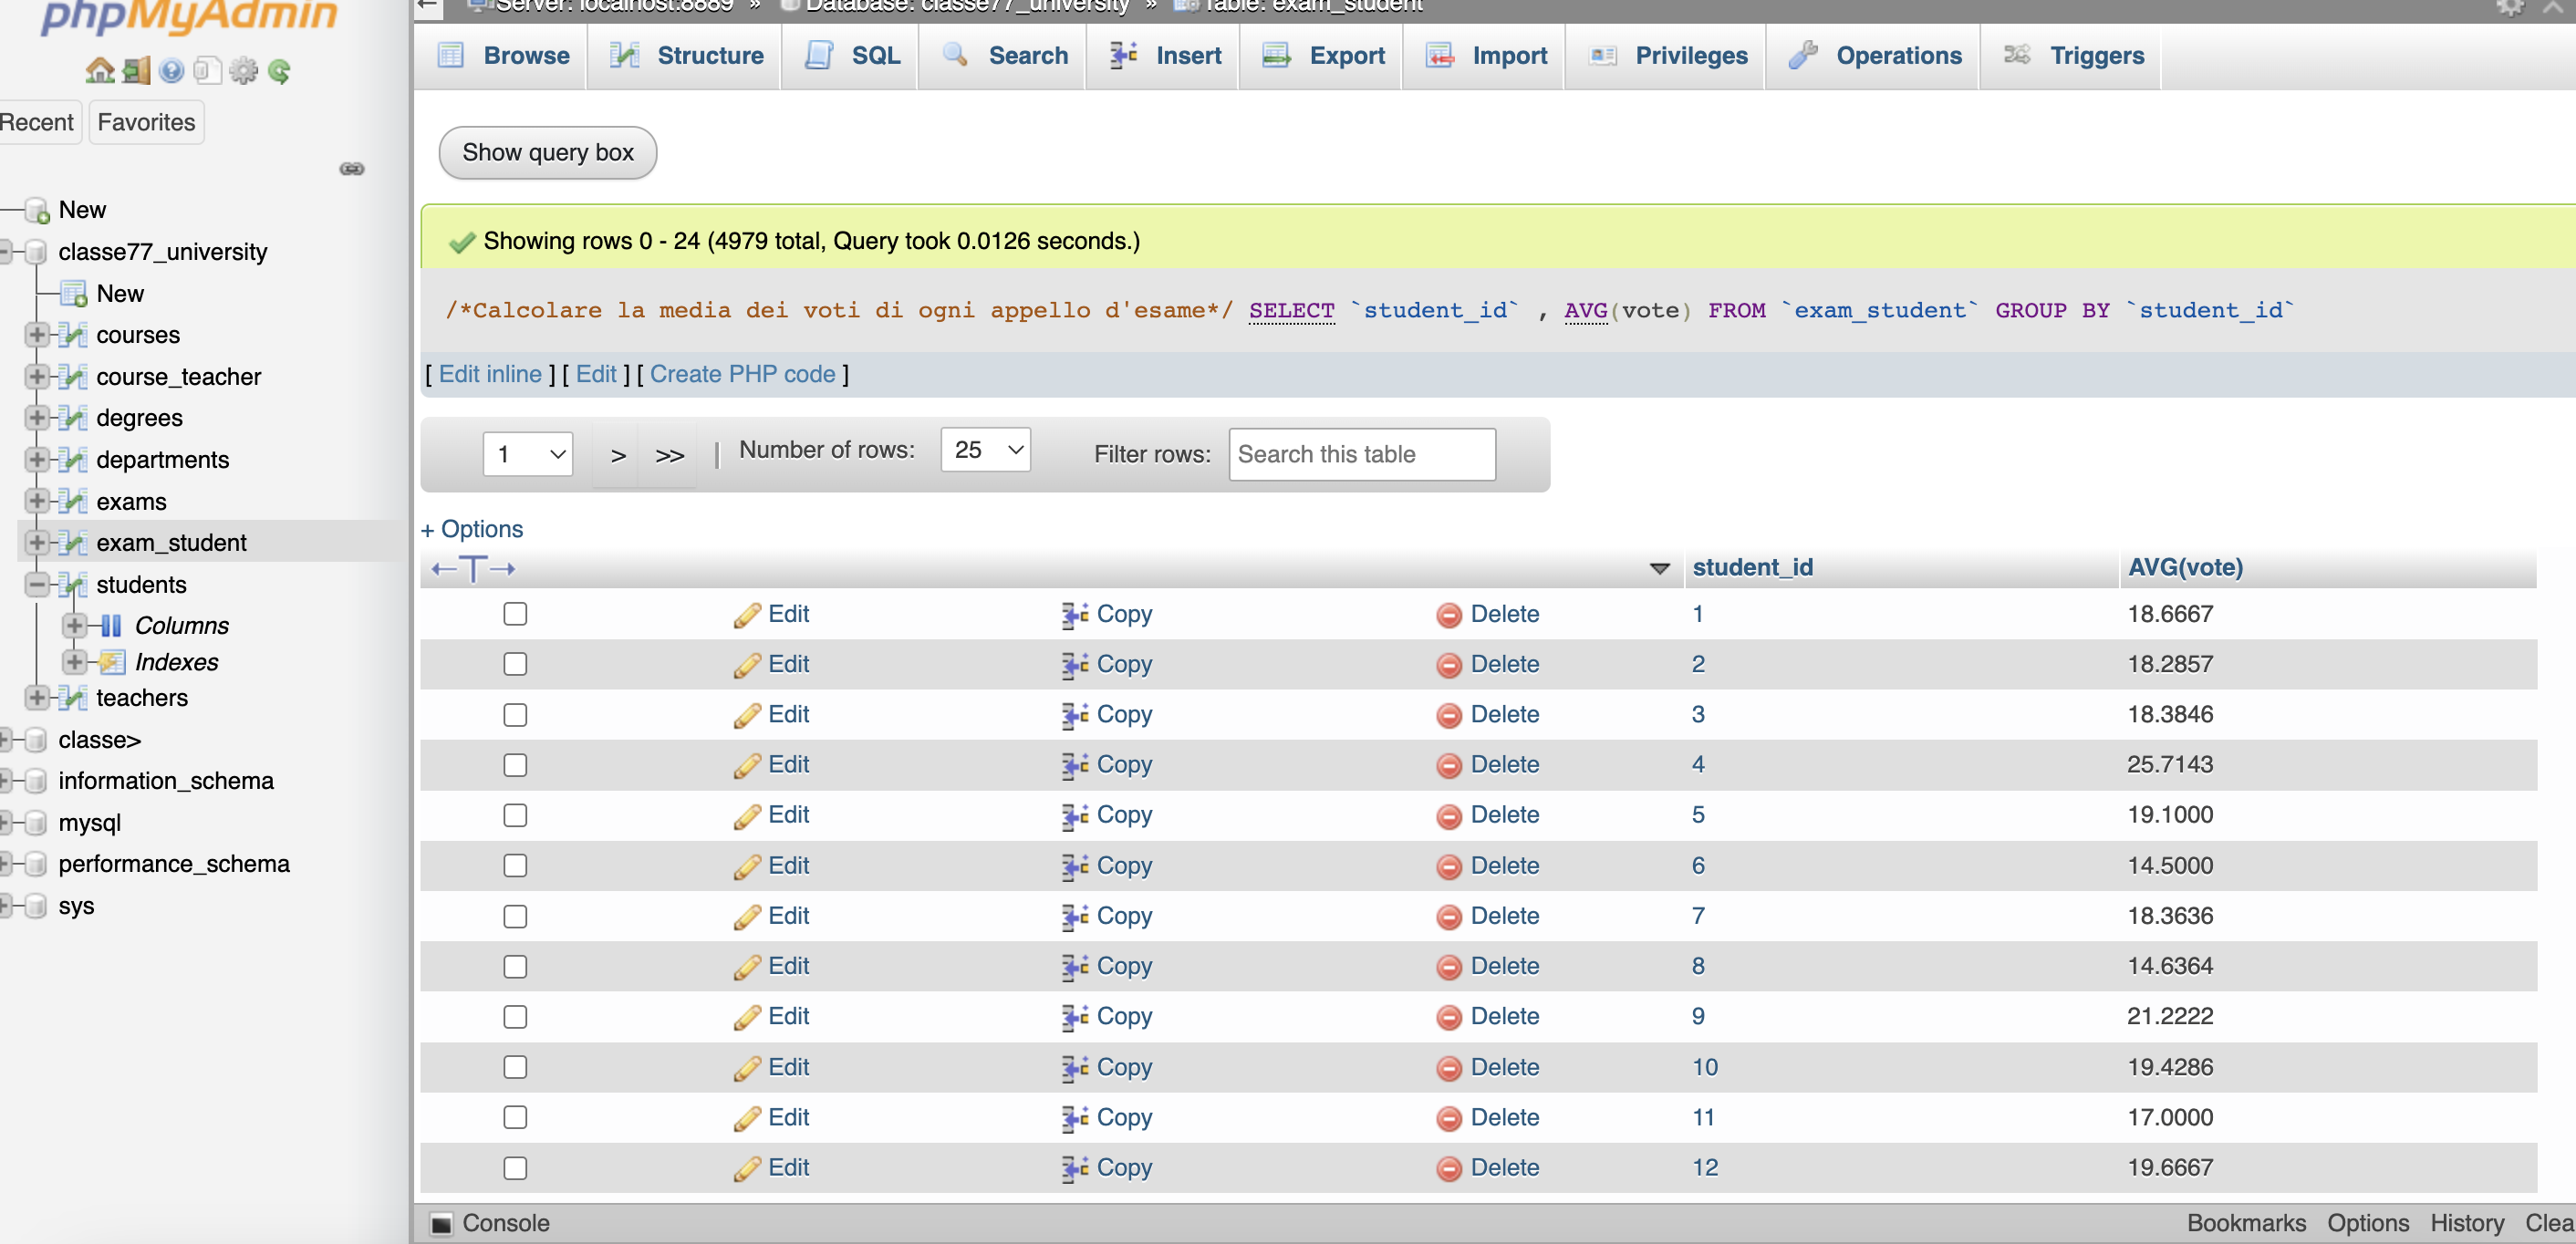 phpMyAdmin
Server: localhost:8889 » Database: classe77_university » Table: exam_student
Browse Structure SQL Search Insert Export Import Privileges Operations Triggers
Recent Favorites
Show query box
New
classe77_university
New
courses
course_teacher
degrees
departments
exams
exam_student
students
Columns
Indexes
teachers
classe>
information_schema
mysql
performance_schema
sys
Showing rows 0 - 24 (4979 total, Query took 0.0126 seconds.)
/*Calcolare la media dei voti di ogni appello d'esame*/ SELECT `student_id` , AVG(vote) FROM `exam_student` GROUP BY `student_id`
[ Edit inline ] [ Edit ] [ Create PHP code ]
1 > >> | Number of rows: 25 Filter rows: Search this table
+ Options
←T→ student_id AVG(vote)
Edit Copy Delete 1 18.6667
Edit Copy Delete 2 18.2857
Edit Copy Delete 3 18.3846
Edit Copy Delete 4 25.7143
Edit Copy Delete 5 19.1000
Edit Copy Delete 6 14.5000
Edit Copy Delete 7 18.3636
Edit Copy Delete 8 14.6364
Edit Copy Delete 9 21.2222
Edit Copy Delete 10 19.4286
Edit Copy Delete 11 17.0000
Edit Copy Delete 12 19.6667
Console Bookmarks Options History Clea